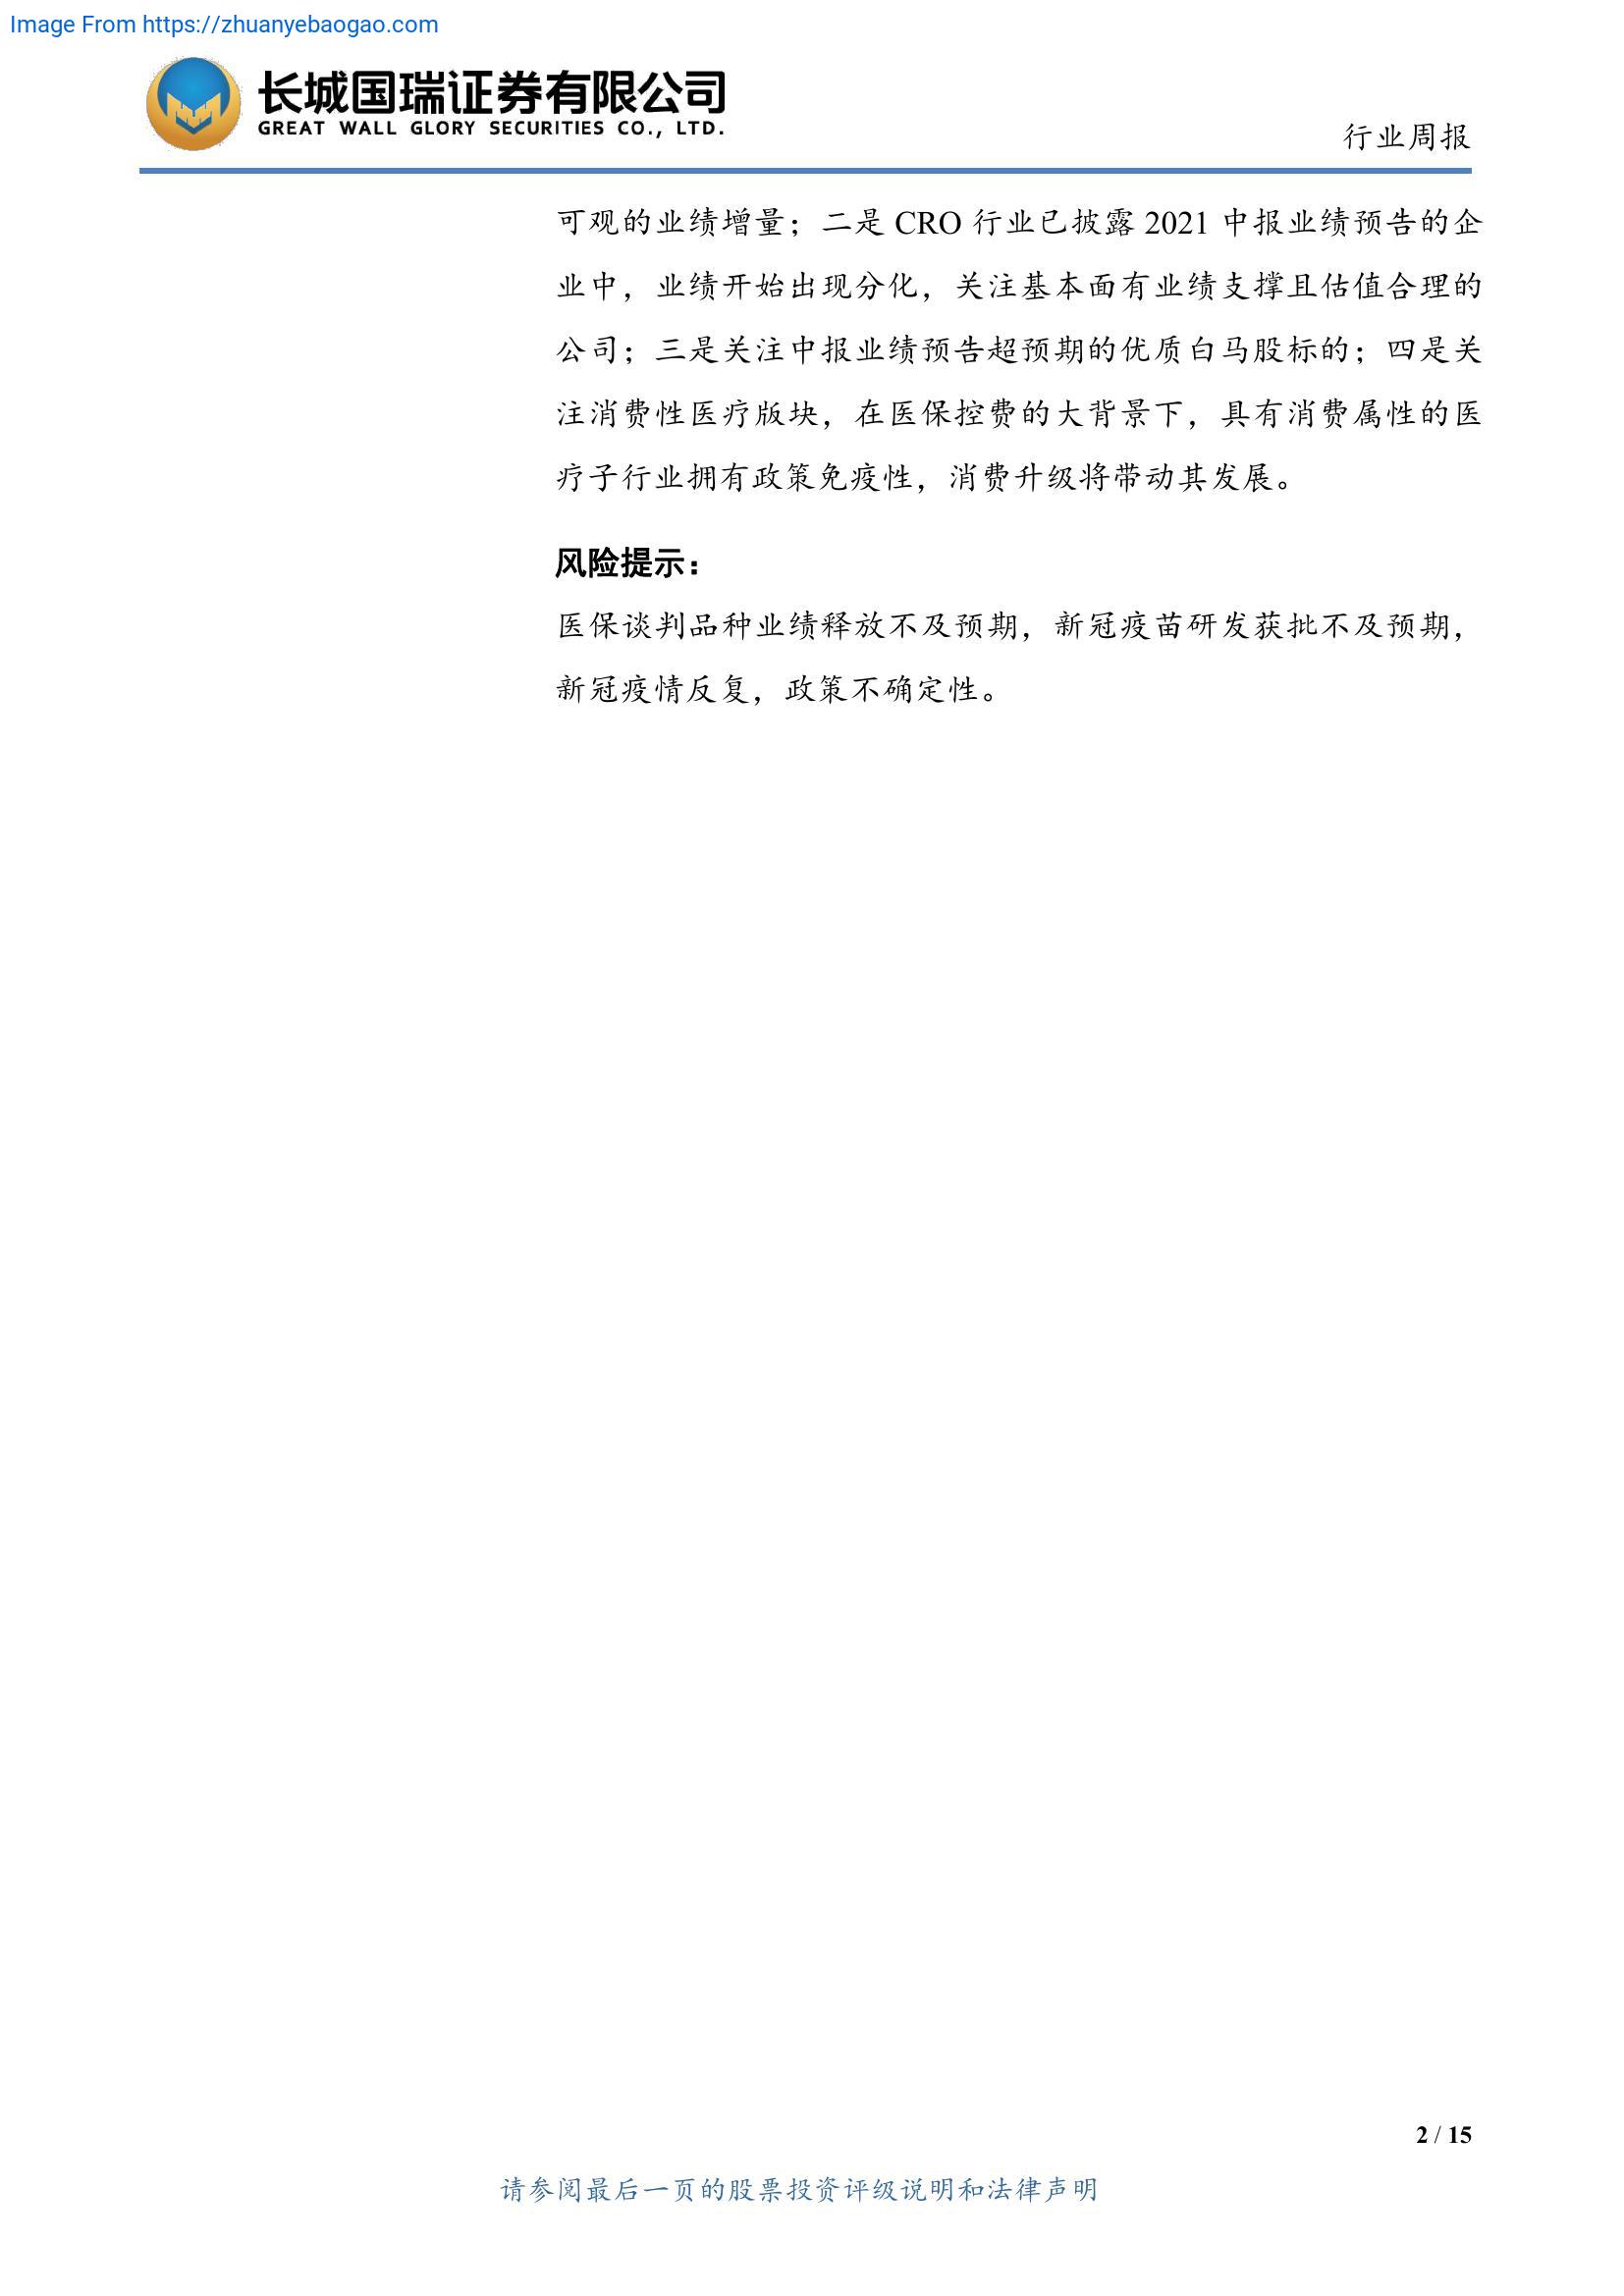 Image From https://zhuanyebaogao.com
长城国瑞证券有限公司
GREAT WALL GLORY SECURITIES CO., LTD.
行业周报
可观的业绩增量；二是 CRO 行业已披露 2021 中报业绩预告的企
业中，业绩开始出现分化，关注基本面有业绩支撑且估值合理的
公司；三是关注中报业绩预告超预期的优质白马股标的；四是关
注消费性医疗版块，在医保控费的大背景下，具有消费属性的医
疗子行业拥有政策免疫性，消费升级将带动其发展。
风险提示：
医保谈判品种业绩释放不及预期，新冠疫苗研发获批不及预期，
新冠疫情反复，政策不确定性。
2 / 15
请参阅最后一页的股票投资评级说明和法律声明